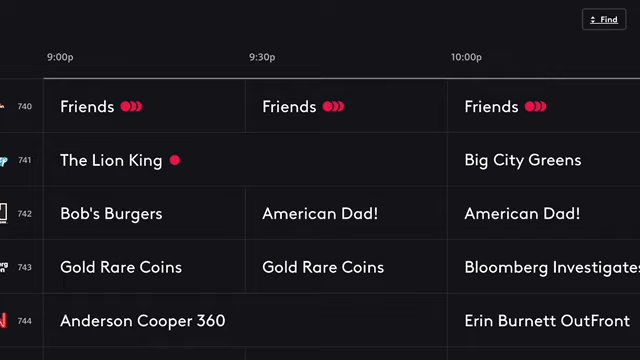 Find
9:00p 9:30p 10:00p
740 Friends Friends Friends
741 The Lion King Big City Greens
742 Bob's Burgers American Dad! American Dad!
743 Gold Rare Coins Gold Rare Coins Bloomberg Investigates
744 Anderson Cooper 360 Erin Burnett OutFront